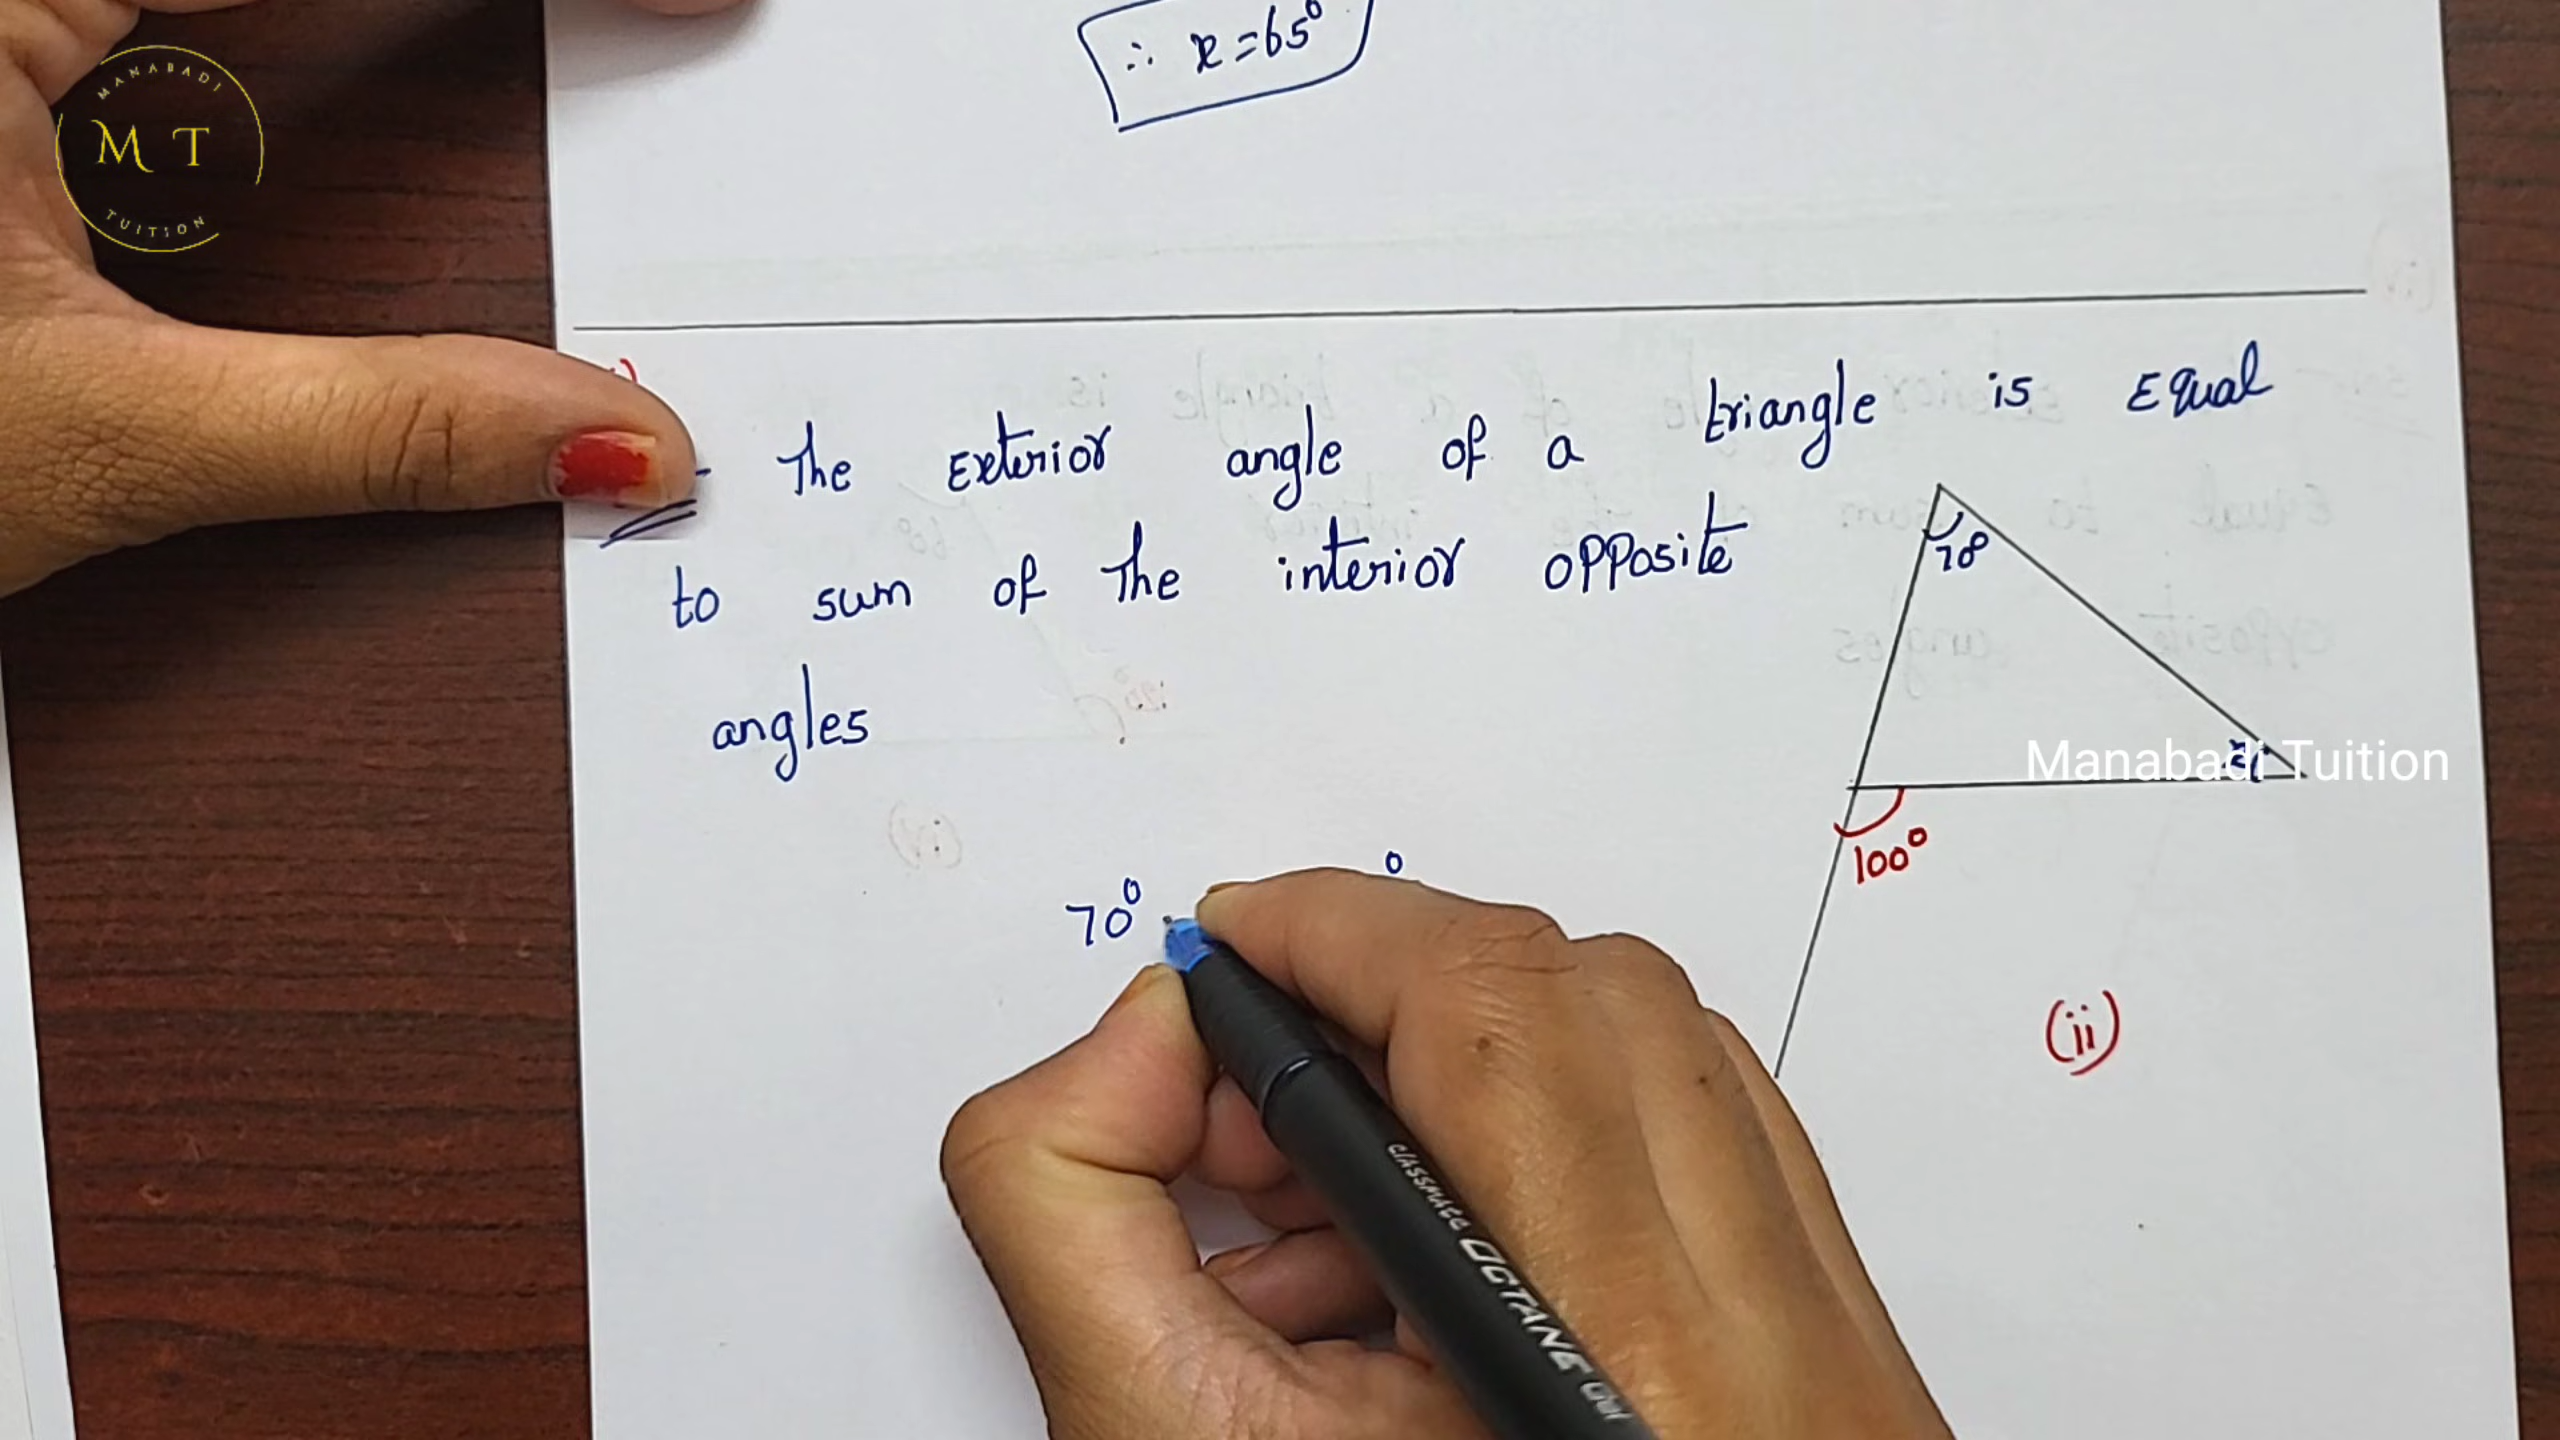 MANABADI
M T
TUITION
∴ x=65°
The Exterior angle of a triangle is Equal
to sum of The interior opposite
angles
70°
Manabadi Tuition
100°
70°
(ii)
classmate OCTANE